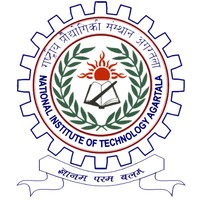 राष्ट्रीय प्रौद्योगिकी संस्थान अगरतला
NATIONAL INSTITUTE OF TECHNOLOGY AGARTALA
ज्ञानम परम बलम